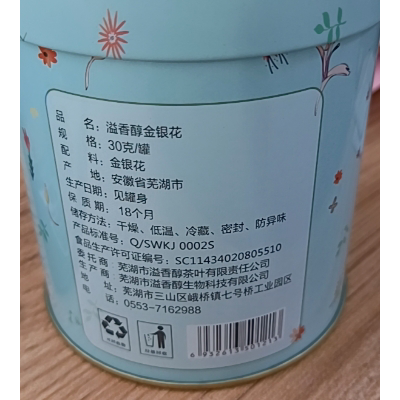 品 名：溢香醇金银花
规 格：30克/罐
配 料：金银花
产 地：安徽省芜湖市
生产日期：见罐身
保 质 期：18个月
储存方法：干燥、低温、冷藏、密封、防异味
产品标准号：Q/SWKJ 0002S
食品生产许可证编号：SC11434020805510
委 托 商：芜湖市溢香醇茶叶有限责任公司
生 产 商：芜湖市溢香醇生物科技有限公司
地 址：芜湖市三山区峨桥镇七号桥工业园区
电 话：0553-7162988